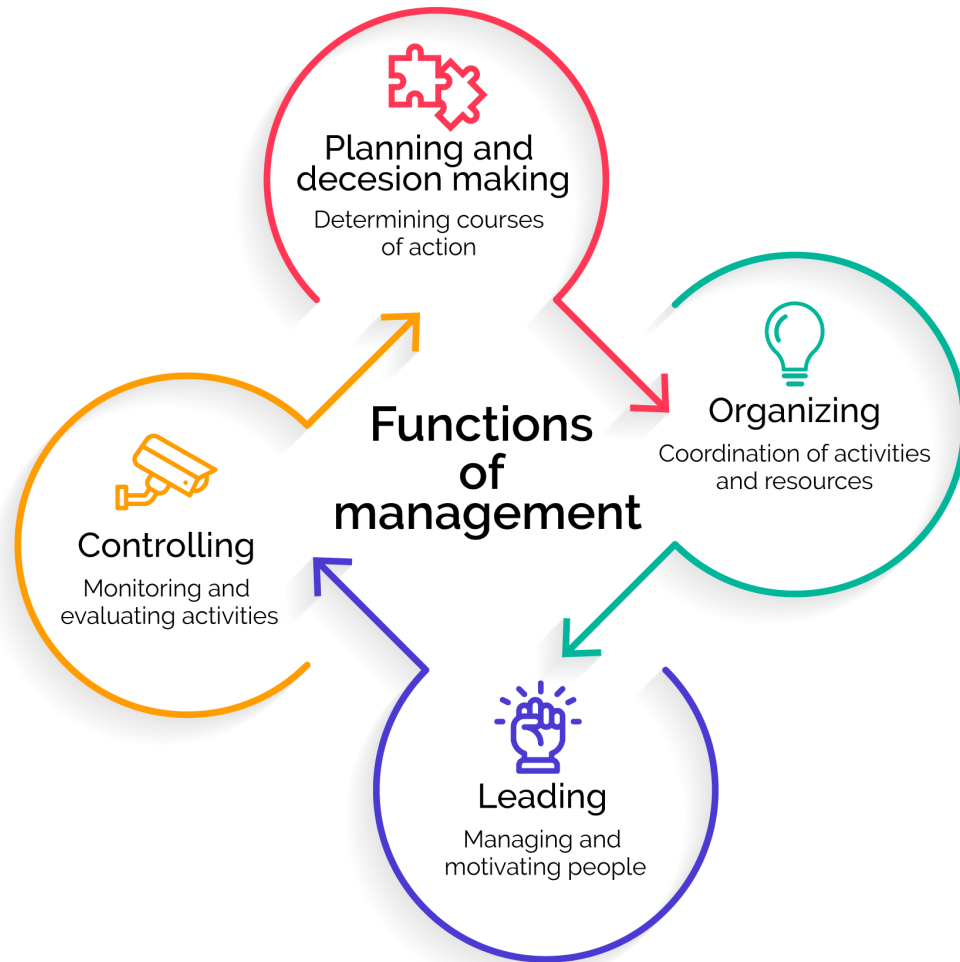 Planning and
decesion making
Determining courses
of action
Organizing
Coordination of activities
and resources
Functions
of
management
Controlling
Monitoring and
evaluating activities
Leading
Managing and
motivating people